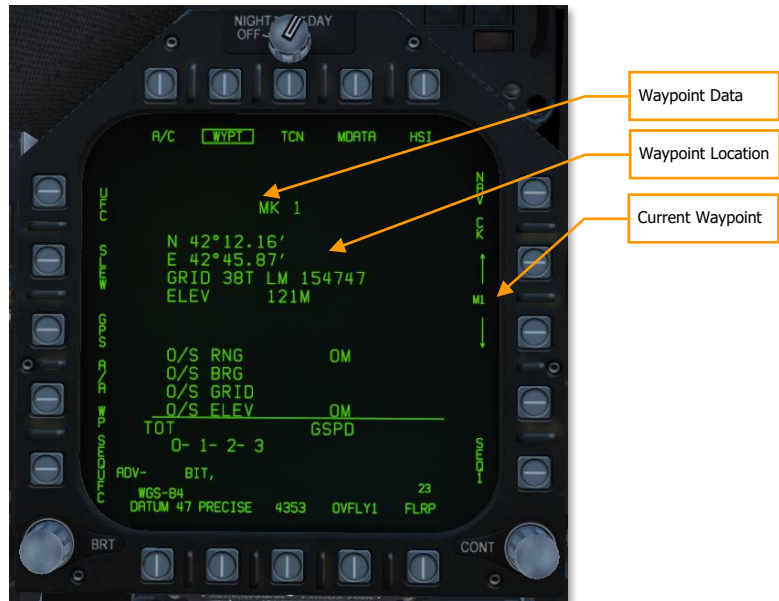 NIGHT DAY
OFF
A/C WYPT TCN MDATA HSI
Waypoint Data
Waypoint Location
Current Waypoint
UFC
NAV CK
MK 1
N 42°12.16′
E 42°45.87′
GRID 38T LM 154747
ELEV 121M
SLEW
M1
GPS
A/A WP
O/S RNG 0M
O/S BRG
O/S GRID
O/S ELEV 0M
TOT GSPD
0- 1- 2- 3
SEQUFC
SEQ1
ADV- BIT,
WGS-84 23
DATUM 47 PRECISE 4353 OVFLY1 FLRP
BRT CONT